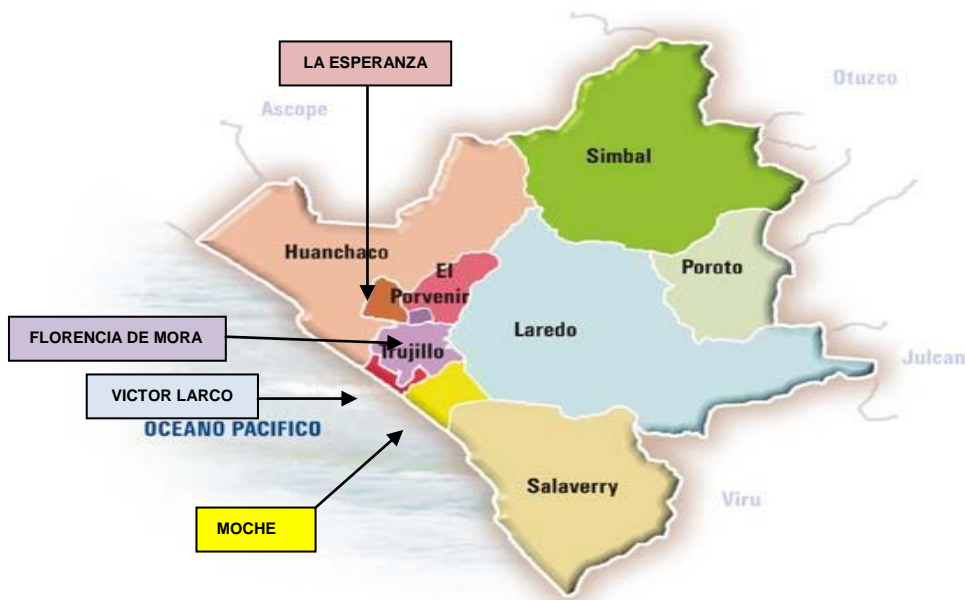 LA ESPERANZA
Otuzco
Ascope
Simbal
Huanchaco
El
Porvenir
Poroto
FLORENCIA DE MORA
Laredo
Trujillo
Julcan
VICTOR LARCO
OCEANO PACIFICO
Salaverry
Viru
MOCHE